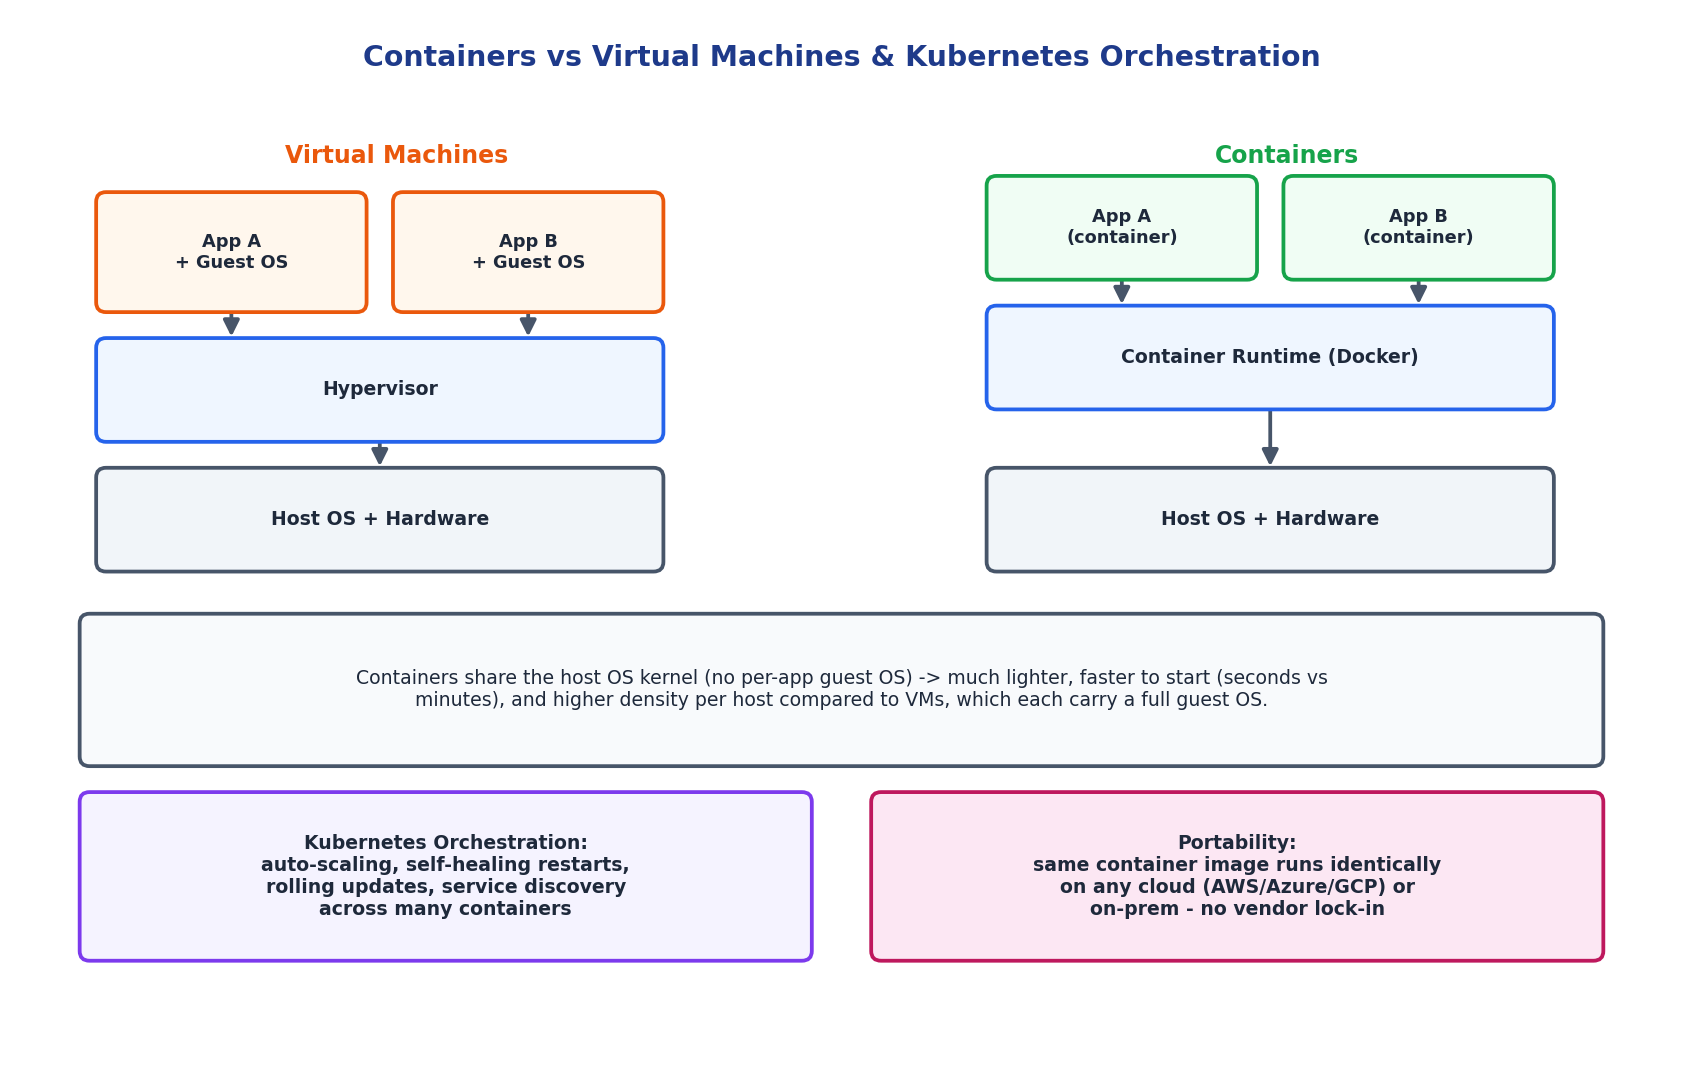 Containers vs Virtual Machines & Kubernetes Orchestration
Virtual Machines
App A
+ Guest OS
App B
+ Guest OS
Hypervisor
Host OS + Hardware
Containers
App A
(container)
App B
(container)
Container Runtime (Docker)
Host OS + Hardware
Containers share the host OS kernel (no per-app guest OS) -> much lighter, faster to start (seconds vs
minutes), and higher density per host compared to VMs, which each carry a full guest OS.
Kubernetes Orchestration:
auto-scaling, self-healing restarts,
rolling updates, service discovery
across many containers
Portability:
same container image runs identically
on any cloud (AWS/Azure/GCP) or
on-prem - no vendor lock-in